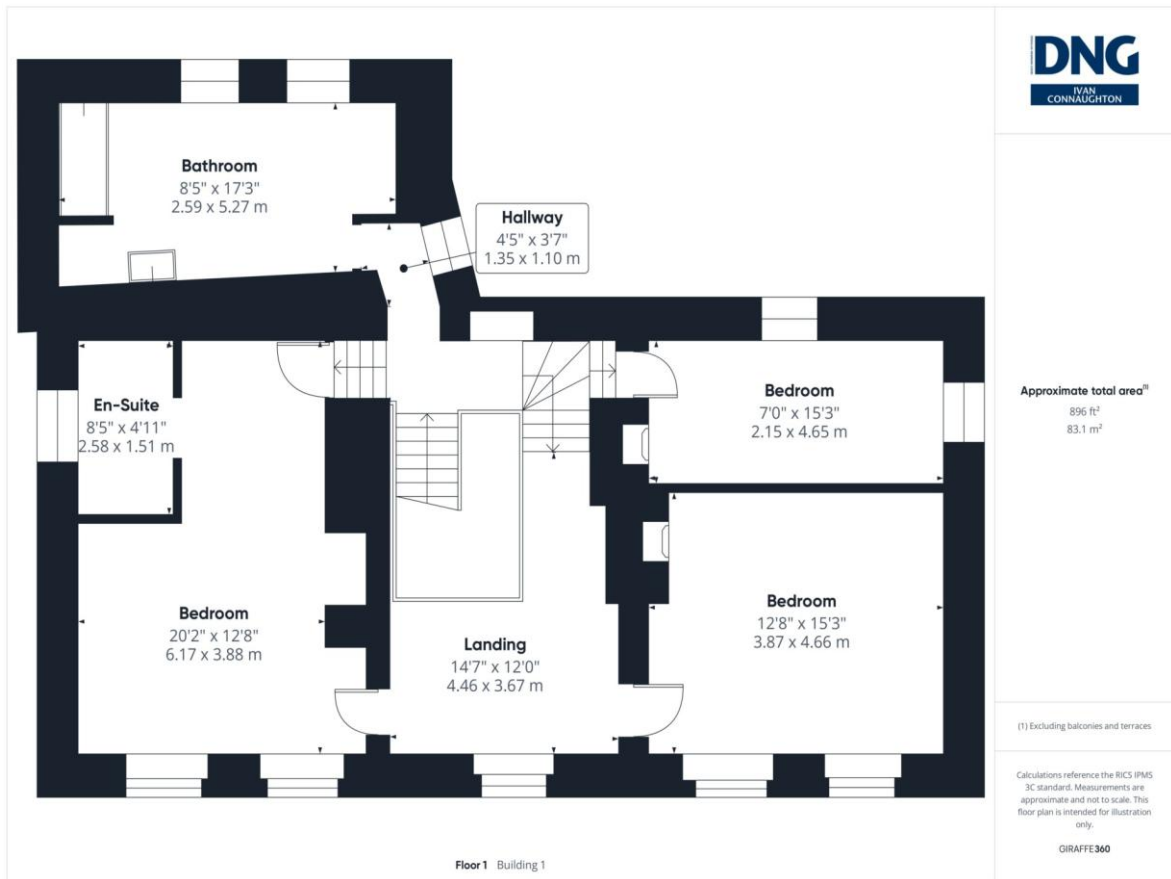 Bathroom
8'5" x 17'3"
2.59 x 5.27 m
Hallway
4'5" x 3'7"
1.35 x 1.10 m
En-Suite
8'5" x 4'11"
2.58 x 1.51 m
Bedroom
7'0" x 15'3"
2.15 x 4.65 m
Bedroom
20'2" x 12'8"
6.17 x 3.88 m
Landing
14'7" x 12'0"
4.46 x 3.67 m
Bedroom
12'8" x 15'3"
3.87 x 4.66 m
Floor 1 Building 1
DNG
IVAN
CONNAUGHTON
Approximate total area⁽¹⁾
896 ft²
83.1 m²
(1) Excluding balconies and terraces
Calculations reference the RICS IPMS
3C standard. Measurements are
approximate and not to scale. This
floor plan is intended for illustration
only.
GIRAFFE360